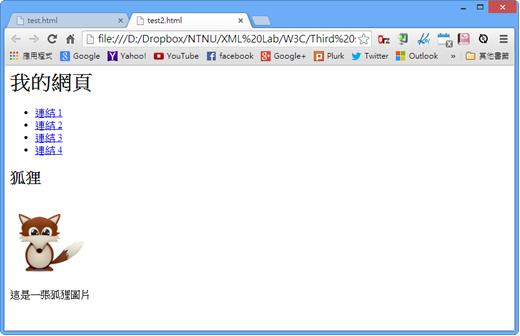 test.html
test2.html
file:///D:/Dropbox/NTNU/XML%20Lab/W3C/Third%20
應用程式 Google Yahoo! YouTube facebook Google+ Plurk Twitter Outlook » 其他書籤
我的網頁
連結 1
連結 2
連結 3
連結 4
狐狸
這是一張狐狸圖片